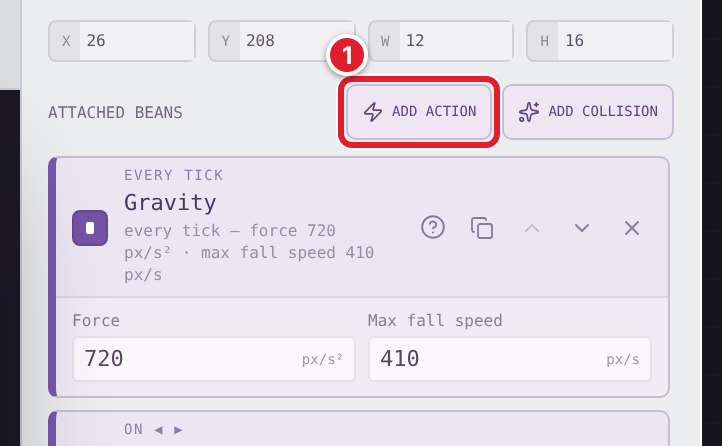 X 26 Y 208 W 12 H 16
1
ATTACHED BEANS ADD ACTION ADD COLLISION
EVERY TICK
Gravity
every tick — force 720
px/s² · max fall speed 410
px/s
Force Max fall speed
720 px/s² 410 px/s
ON ◀ ▶